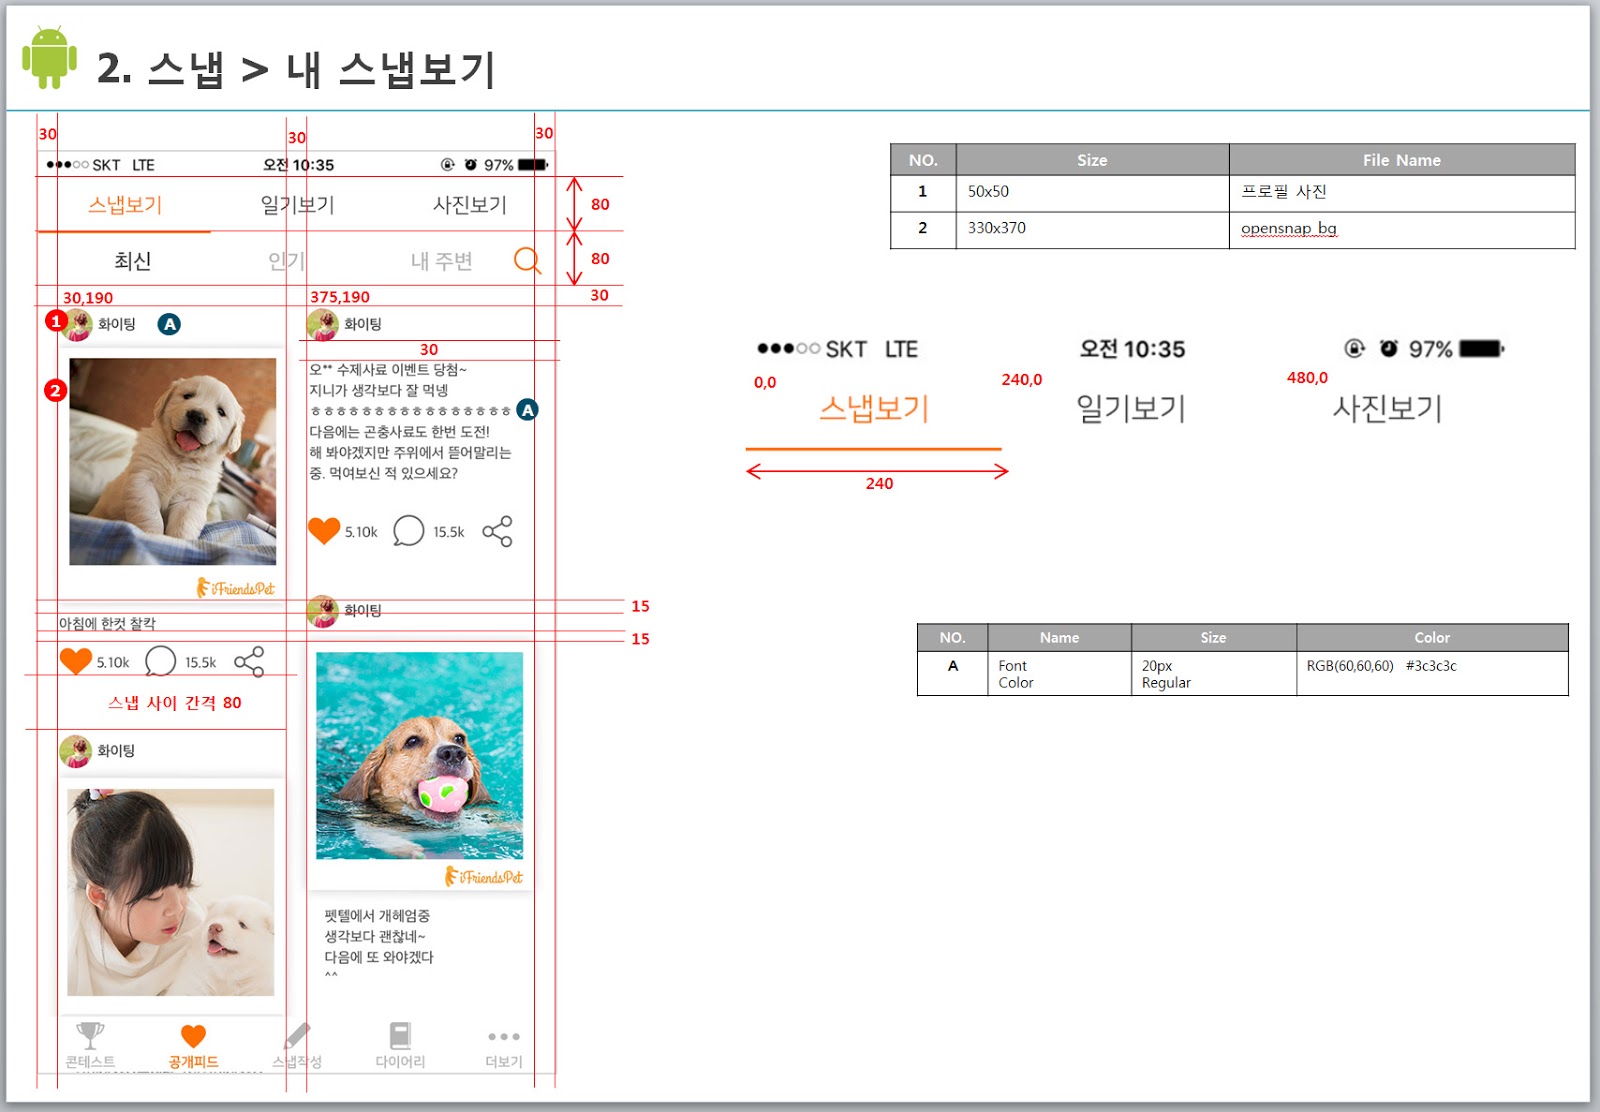 2. 스냅 > 내 스냅보기
30
30
30
SKT LTE
오전 10:35
97%
스냅보기
일기보기
사진보기
80
최신
인기
내 주변
80
30,190
375,190
30
1
화이팅
A
화이팅
30
2
오** 수제사료 이벤트 당첨~
지니가 생각보다 잘 먹넹
ㅎㅎㅎㅎㅎㅎㅎㅎㅎㅎㅎㅎㅎㅎㅎㅎ
A
다음에는 곤충사료도 한번 도전!
해 봐야겠지만 주위에서 뜯어말리는
중. 먹여보신 적 있으세요?
5.10k
15.5k
iFriendsPet
화이팅
15
아침에 한컷 찰칵
15
5.10k
15.5k
스냅 사이 간격 80
화이팅
iFriendsPet
펫텔에서 개헤엄중
생각보다 괜찮네~
다음에 또 와야겠다
^^
콘테스트
공개피드
스냅작성
다이어리
더보기
NO.
Size
File Name
1
50x50
프로필 사진
2
330x370
opensnap_bg
SKT LTE
오전 10:35
97%
0,0
240,0
480,0
스냅보기
일기보기
사진보기
240
NO.
Name
Size
Color
A
Font
Color
20px
Regular
RGB(60,60,60) #3c3c3c